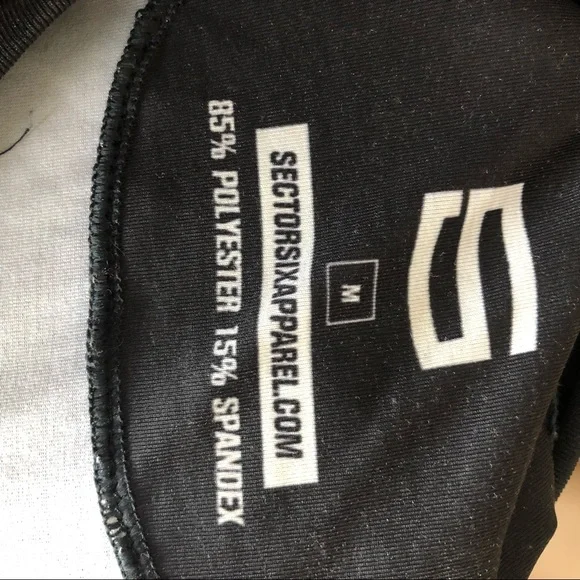 M
SECTORSIXAPPAREL.COM
85% POLYESTER 15% SPANDEX